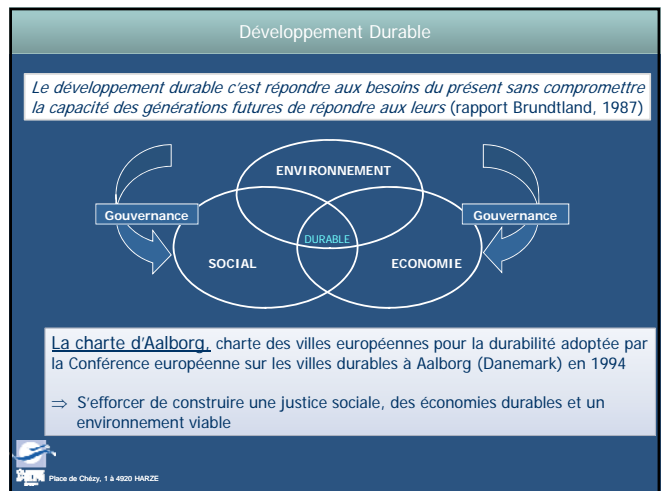 Développement Durable
Le développement durable c'est répondre aux besoins du présent sans compromettre
la capacité des générations futures de répondre aux leurs (rapport Brundtland, 1987)
ENVIRONNEMENT
Gouvernance
Gouvernance
DURABLE
SOCIAL
ECONOMIE
La charte d'Aalborg, charte des villes européennes pour la durabilité adoptée par
la Conférence européenne sur les villes durables à Aalborg (Danemark) en 1994
⇒ S'efforcer de construire une justice sociale, des économies durables et un
environnement viable
Place de Chézy, 1 à 4920 HARZE